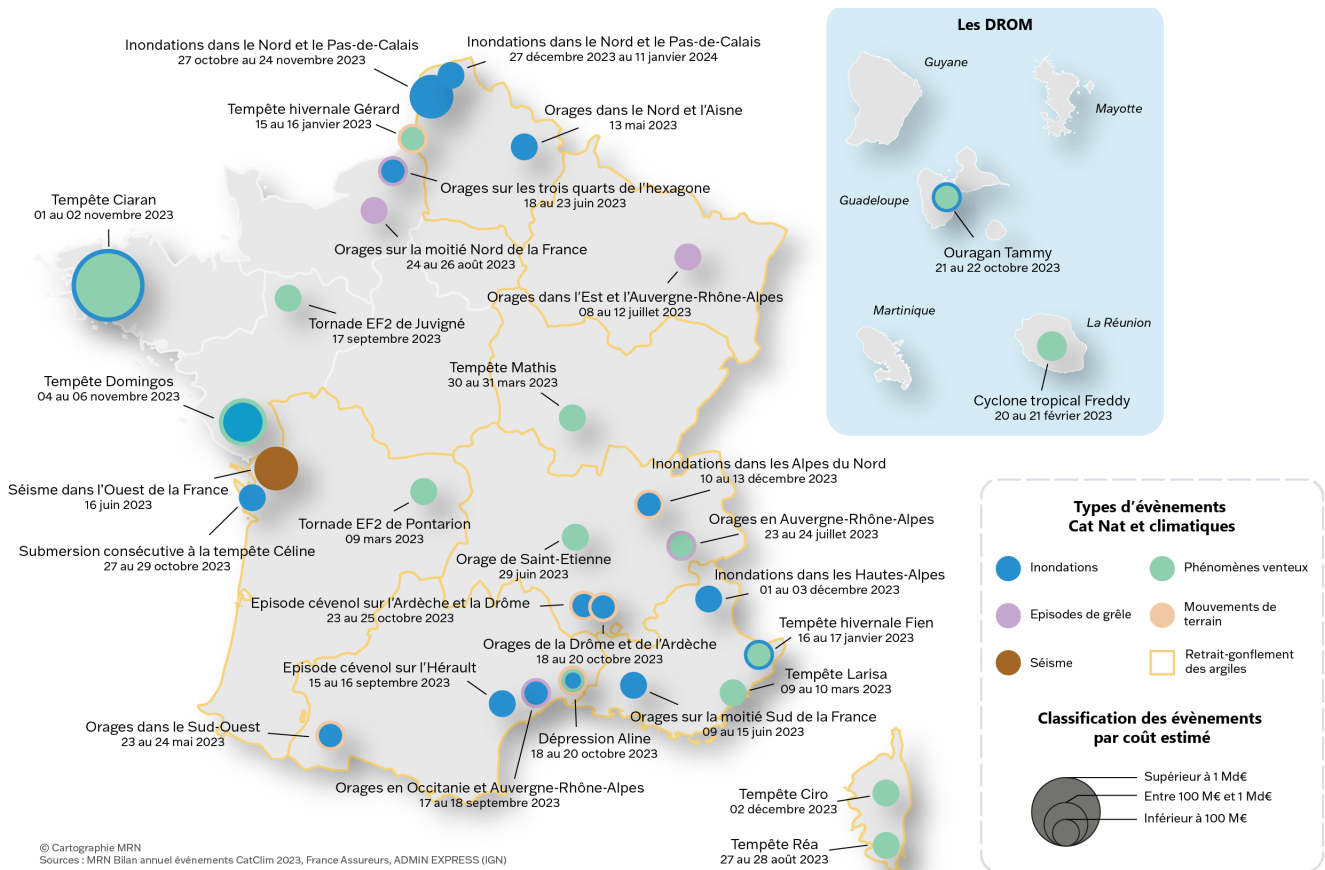 Inondations dans le Nord et le Pas-de-Calais
27 octobre au 24 novembre 2023
Inondations dans le Nord et le Pas-de-Calais
27 décembre 2023 au 11 janvier 2024
Tempête hivernale Gérard
15 au 16 janvier 2023
Orages dans le Nord et l'Aisne
13 mai 2023
Orages sur les trois quarts de l'hexagone
18 au 23 juin 2023
Tempête Ciaran
01 au 02 novembre 2023
Orages sur la moitié Nord de la France
24 au 26 août 2023
Orages dans l'Est et l'Auvergne-Rhône-Alpes
08 au 12 juillet 2023
Tornade EF2 de Juvigné
17 septembre 2023
Tempête Mathis
30 au 31 mars 2023
Tempête Domingos
04 au 06 novembre 2023
Séisme dans l'Ouest de la France
16 juin 2023
Submersion consécutive à la tempête Céline
27 au 29 octobre 2023
Tornade EF2 de Pontarion
09 mars 2023
Inondations dans les Alpes du Nord
10 au 13 décembre 2023
Orages en Auvergne-Rhône-Alpes
23 au 24 juillet 2023
Orage de Saint-Etienne
29 juin 2023
Inondations dans les Hautes-Alpes
01 au 03 décembre 2023
Episode cévenol sur l'Ardèche et la Drôme
23 au 25 octobre 2023
Tempête hivernale Fien
16 au 17 janvier 2023
Orages de la Drôme et de l'Ardèche
18 au 20 octobre 2023
Episode cévenol sur l'Hérault
15 au 16 septembre 2023
Tempête Larisa
09 au 10 mars 2023
Orages sur la moitié Sud de la France
09 au 15 juin 2023
Orages dans le Sud-Ouest
23 au 24 mai 2023
Dépression Aline
18 au 20 octobre 2023
Orages en Occitanie et Auvergne-Rhône-Alpes
17 au 18 septembre 2023
Tempête Ciro
02 décembre 2023
Tempête Réa
27 au 28 août 2023
Les DROM
Guyane
Mayotte
Guadeloupe
Ouragan Tammy
21 au 22 octobre 2023
Martinique
La Réunion
Cyclone tropical Freddy
20 au 21 février 2023
Types d'évènements
Cat Nat et climatiques
Inondations
Phénomènes venteux
Episodes de grêle
Mouvements de
terrain
Séisme
Retrait-gonflement
des argiles
Classification des évènements
par coût estimé
Supérieur à 1 Md€
Entre 100 M€ et 1 Md€
Inférieur à 100 M€
© Cartographie MRN
Sources : MRN Bilan annuel événements CatClim 2023, France Assureurs, ADMIN EXPRESS (IGN)